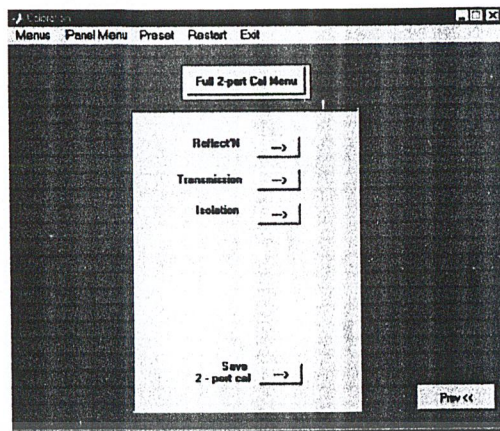 Calibration
Menus Panel Menu Preset Restart Exit
Full 2-port Cal Menu
Reflect'N -->
Transmission -->
Isolation -->
Save
2 - port cal -->
Prev <<